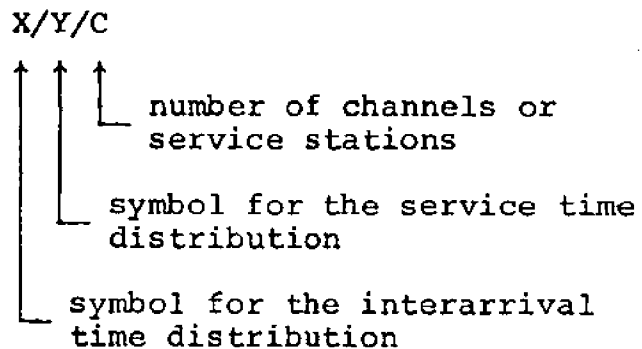 X/Y/C
number of channels or
service stations
symbol for the service time
distribution
symbol for the interarrival
time distribution